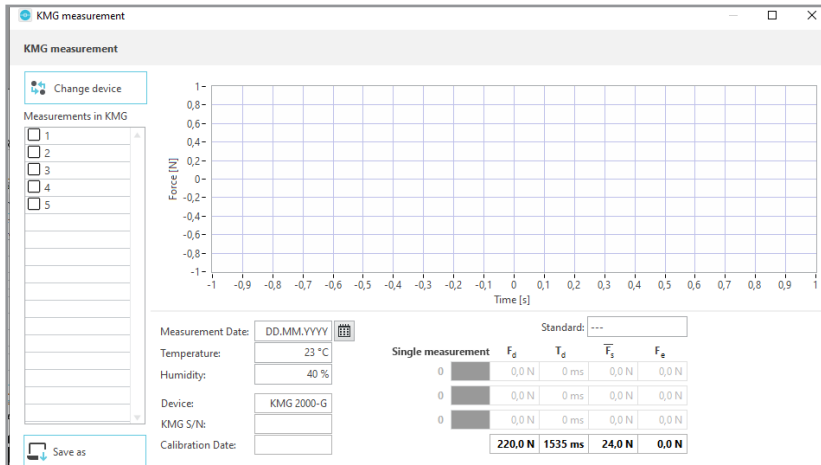 KMG measurement
KMG measurement
Change device
Measurements in KMG
1
2
3
4
5
Force [N]
1
0,8
0,6
0,4
0,2
0
-0,2
-0,4
-0,6
-0,8
-1
-1 -0,9 -0,8 -0,7 -0,6 -0,5 -0,4 -0,3 -0,2 -0,1 0 0,1 0,2 0,3 0,4 0,5 0,6 0,7 0,8 0,9 1
Time [s]
Measurement Date: DD.MM.YYYY
Temperature: 23 °C
Humidity: 40 %
Device: KMG 2000-G
KMG S/N:
Calibration Date:
Standard: ---
Single measurement Fd Td Fs Fe
0 0,0 N 0 ms 0,0 N 0,0 N
0 0,0 N 0 ms 0,0 N 0,0 N
0 0,0 N 0 ms 0,0 N 0,0 N
220,0 N 1535 ms 24,0 N 0,0 N
Save as